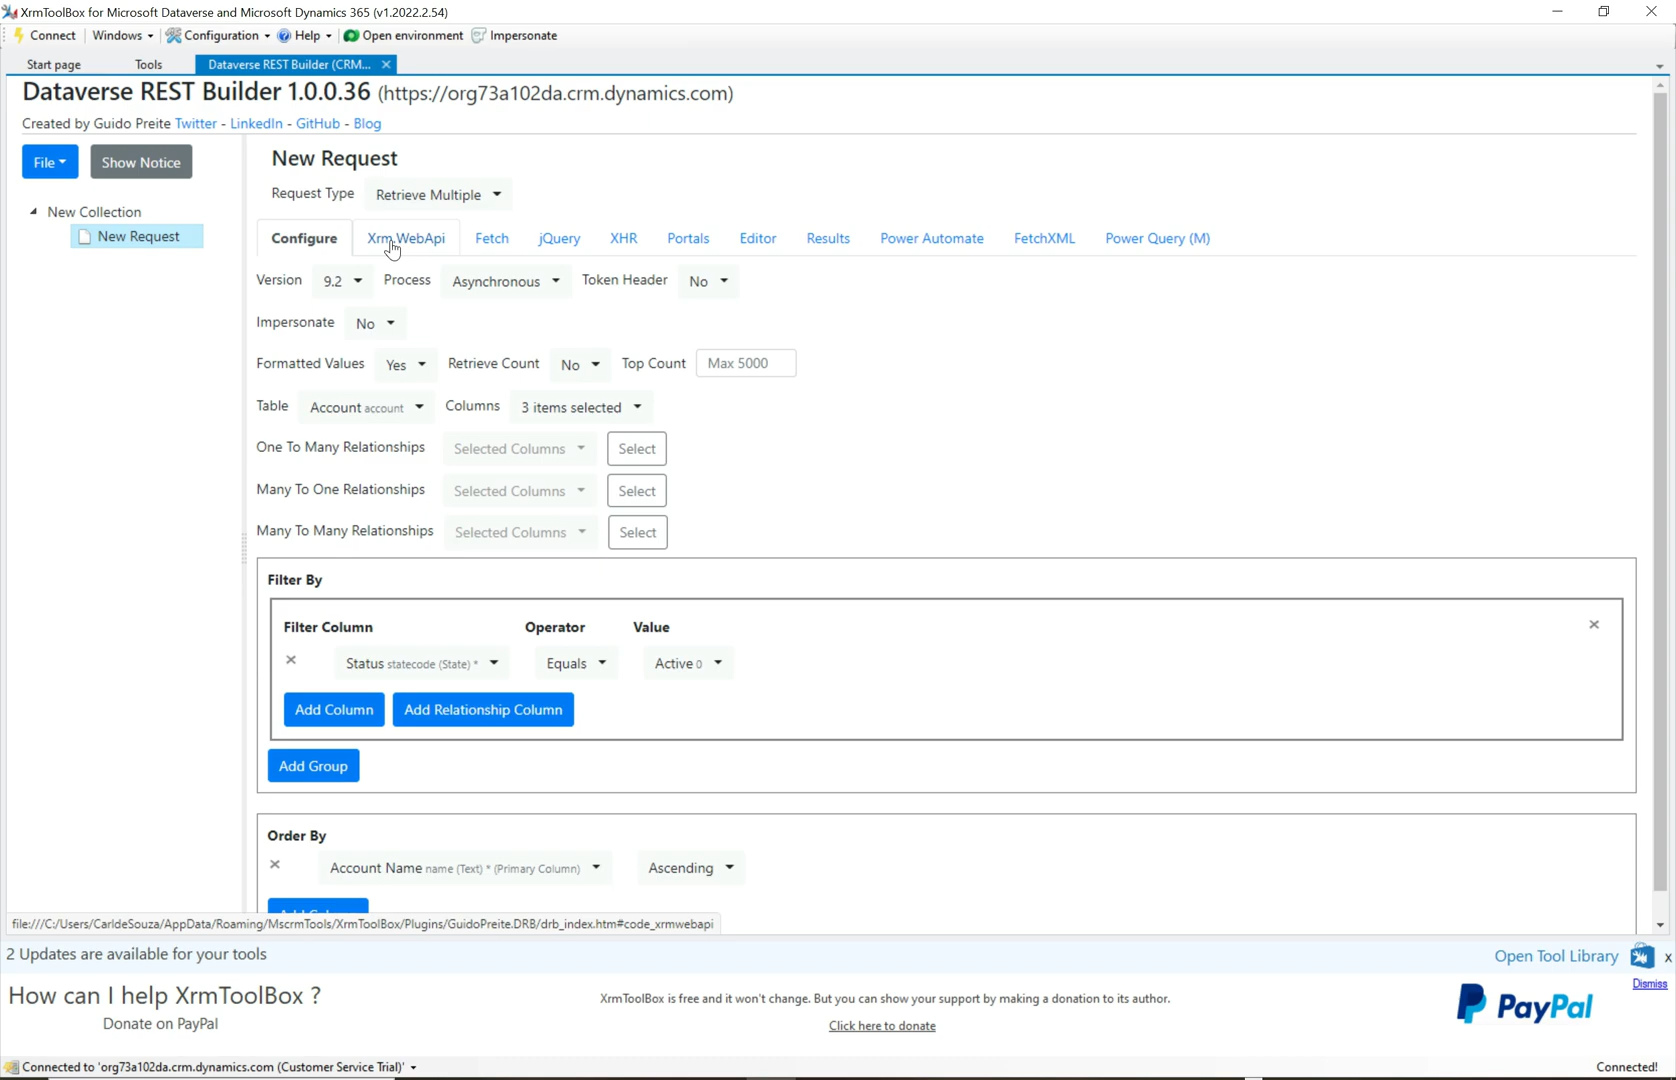 XrmToolBox for Microsoft Dataverse and Microsoft Dynamics 365 (v1.2022.2.54)
Connect Windows Configuration Help Open environment Impersonate
Start page Tools Dataverse REST Builder (CRM...
Dataverse REST Builder 1.0.0.36 (https://org73a102da.crm.dynamics.com)
Created by Guido Preite Twitter - LinkedIn - GitHub - Blog
File Show Notice
New Collection
New Request
New Request
Request Type Retrieve Multiple
Configure Xrm.WebApi Fetch jQuery XHR Portals Editor Results Power Automate FetchXML Power Query (M)
Version 9.2 Process Asynchronous Token Header No
Impersonate No
Formatted Values Yes Retrieve Count No Top Count Max 5000
Table Account account Columns 3 items selected
One To Many Relationships Selected Columns Select
Many To One Relationships Selected Columns Select
Many To Many Relationships Selected Columns Select
Filter By
Filter Column Operator Value
Status statecode (State) * Equals Active 0
Add Column Add Relationship Column
Add Group
Order By
Account Name name (Text) * (Primary Column) Ascending
file:///C:/Users/CarldeSouza/AppData/Roaming/MscrmTools/XrmToolBox/Plugins/GuidoPreite.DRB/drb_index.htm#code_xrmwebapi
2 Updates are available for your tools Open Tool Library x
How can I help XrmToolBox ?
Donate on PayPal
XrmToolBox is free and it won't change. But you can show your support by making a donation to its author.
Click here to donate
Dismiss
PayPal
Connected to 'org73a102da.crm.dynamics.com (Customer Service Trial)' Connected!